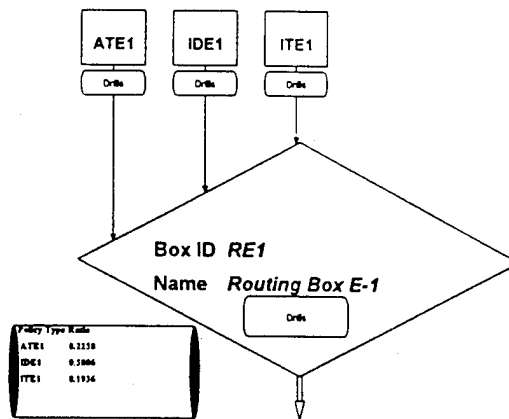 ATE1 IDE1 ITE1
Drills Drills Drills
Box ID RE1
Name Routing Box E-1
Drills
Policy Type Ratio
ATE1 0.2258
IDE1 0.5806
ITE1 0.1936